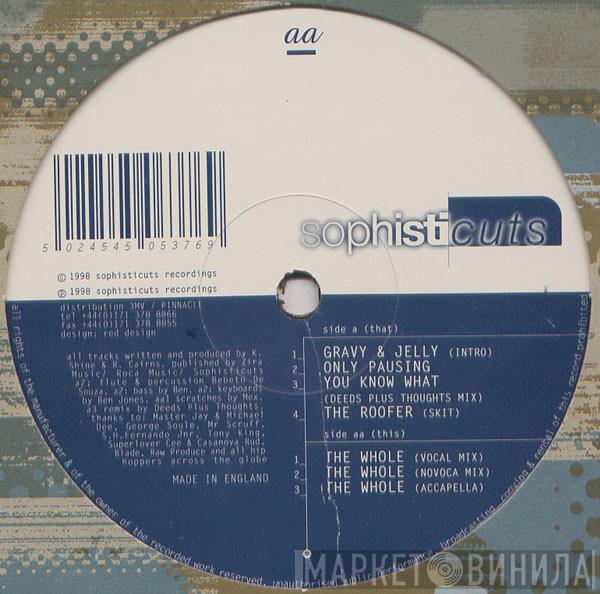 aa
sophisticuts
5 024545 053769
© 1998 sophisticuts recordings
℗ 1998 sophisticuts recordings
distribution 3MV / PINNACLE
tel +44(0)171 378 8866
fax +44(0)171 378 8855
design: red design
all tracks written and produced by K.
Shine & R. Cairns, published by Zira
Music/ Roca Music/ Sophisticuts
a2: flute & percussion Bebeto De
Souza, a2: bass by Ben. a2: keyboards
by Ben Jones, aa1 Scratches by Mex.
a3 remix by Deeds Plus Thoughts.
thanks to: Master Jay & Michael
Dee, George Soule, Mr Scruff,
S.H.Fernando Jnr, Tony King,
Superlover Cee & Casanova Rud,
Blade, Raw Produce and all hip
hoppers across the globe
MADE IN ENGLAND
side a (that)
1 GRAVY & JELLY (INTRO)
2 ONLY PAUSING
3 YOU KNOW WHAT
(DEEDS PLUS THOUGHTS MIX)
4 THE ROOFER (SKIT)
side aa (this)
1 THE WHOLE (VOCAL MIX)
2 THE WHOLE (NOVOCA MIX)
3 THE WHOLE (ACCAPELLA)
all rights of the manufacturer & of the owner of the recorded work reserved, unauthorised public performance, broadcasting, copying & rental of this record prohibited
МАРКЕТ ВИНИЛА